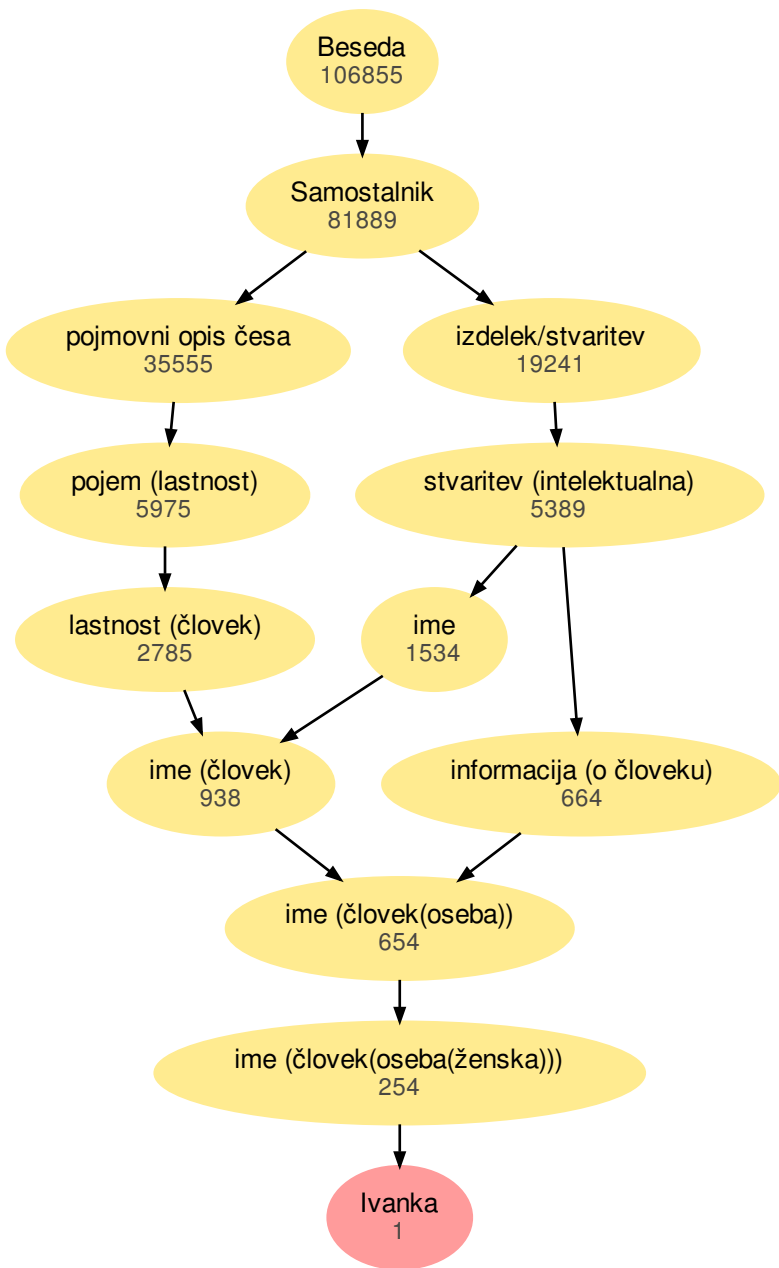 Beseda
106855
Samostalnik
81889
pojmovni opis česa
35555
izdelek/stvaritev
19241
pojem (lastnost)
5975
stvaritev (intelektualna)
5389
lastnost (človek)
2785
ime
1534
ime (človek)
938
informacija (o človeku)
664
ime (človek(oseba))
654
ime (človek(oseba(ženska)))
254
Ivanka
1